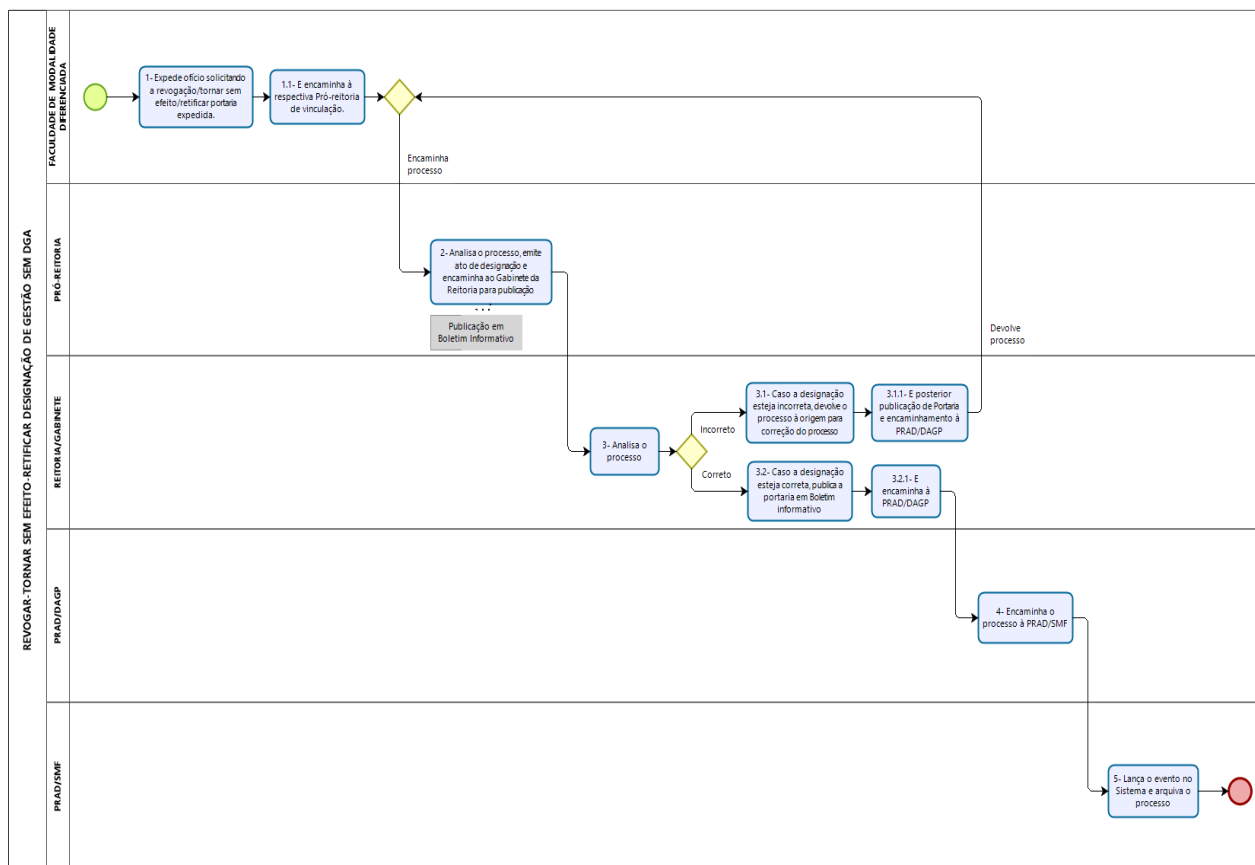 REVOGAR-TORNAR SEM EFEITO-RETIFICAR DESIGNAÇÃO DE GESTÃO SEM DGA
FACULDADE DE MODALIDADE
DIFERENCIADA
1- Expede ofício solicitando
a revogação/tornar sem
efeito/retificar portaria
expedida.
1.1- E encaminha à
respectiva Pró-reitoria
de vinculação.
Encaminha
processo
PRÓ-REITORIA
2- Analisa o processo, emite
ato de designação e
encaminha ao Gabinete da
Reitoria para publicação
Publicação em
Boletim Informativo
Devolve
processo
REITORIA/GABINETE
3- Analisa o
processo
Incorreto
Correto
3.1- Caso a designação
esteja incorreta, devolve o
processo à origem para
correção do processo
3.1.1- E posterior
publicação de Portaria
e encaminhamento à
PRAD/DAGP
3.2- Caso a designação
esteja correta, publica a
portaria em Boletim
informativo
3.2.1- E
encaminha à
PRAD/DAGP
PRAD/DAGP
4- Encaminha o
processo à PRAD/SMF
PRAD/SMF
5- Lança o evento no
Sistema e arquiva o
processo